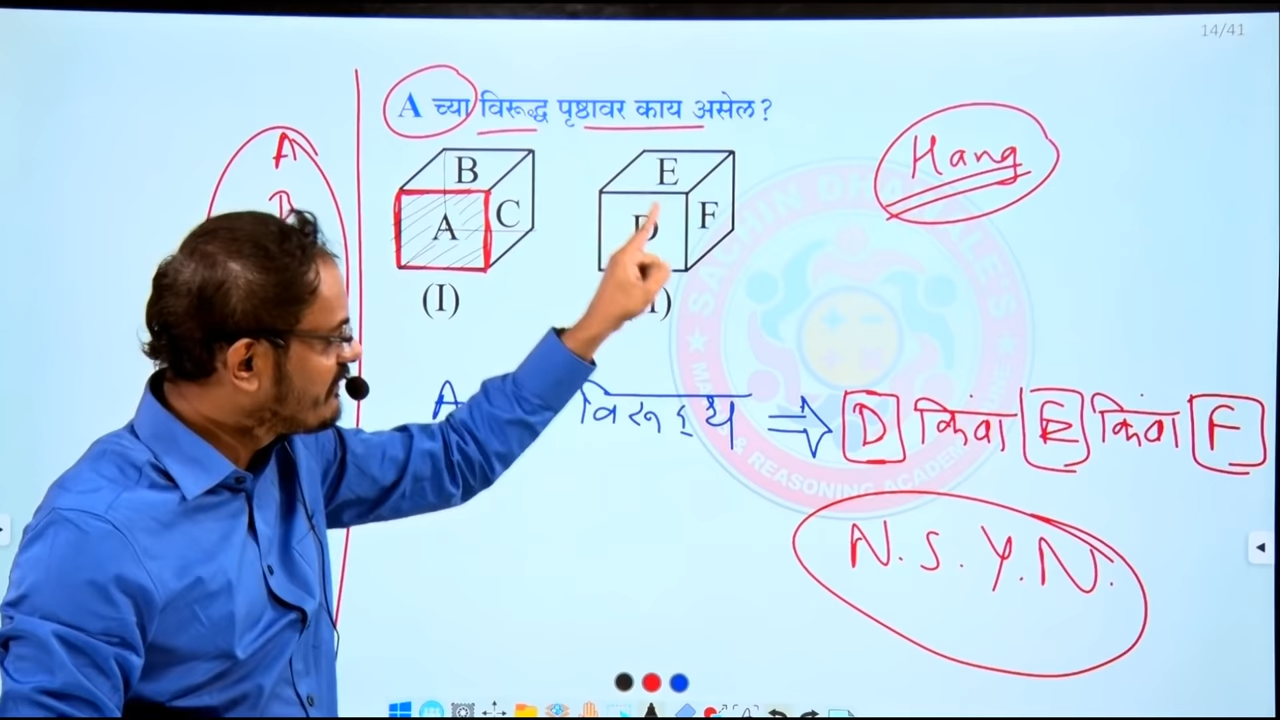 14/41
A च्या विरूद्ध पृष्ठावर काय असेल?
Hang
A
B
B
A
C
E
D
F
(I)
A विरूद्ध ⇒ D किंवा E किंवा F
N. S. Y. N.